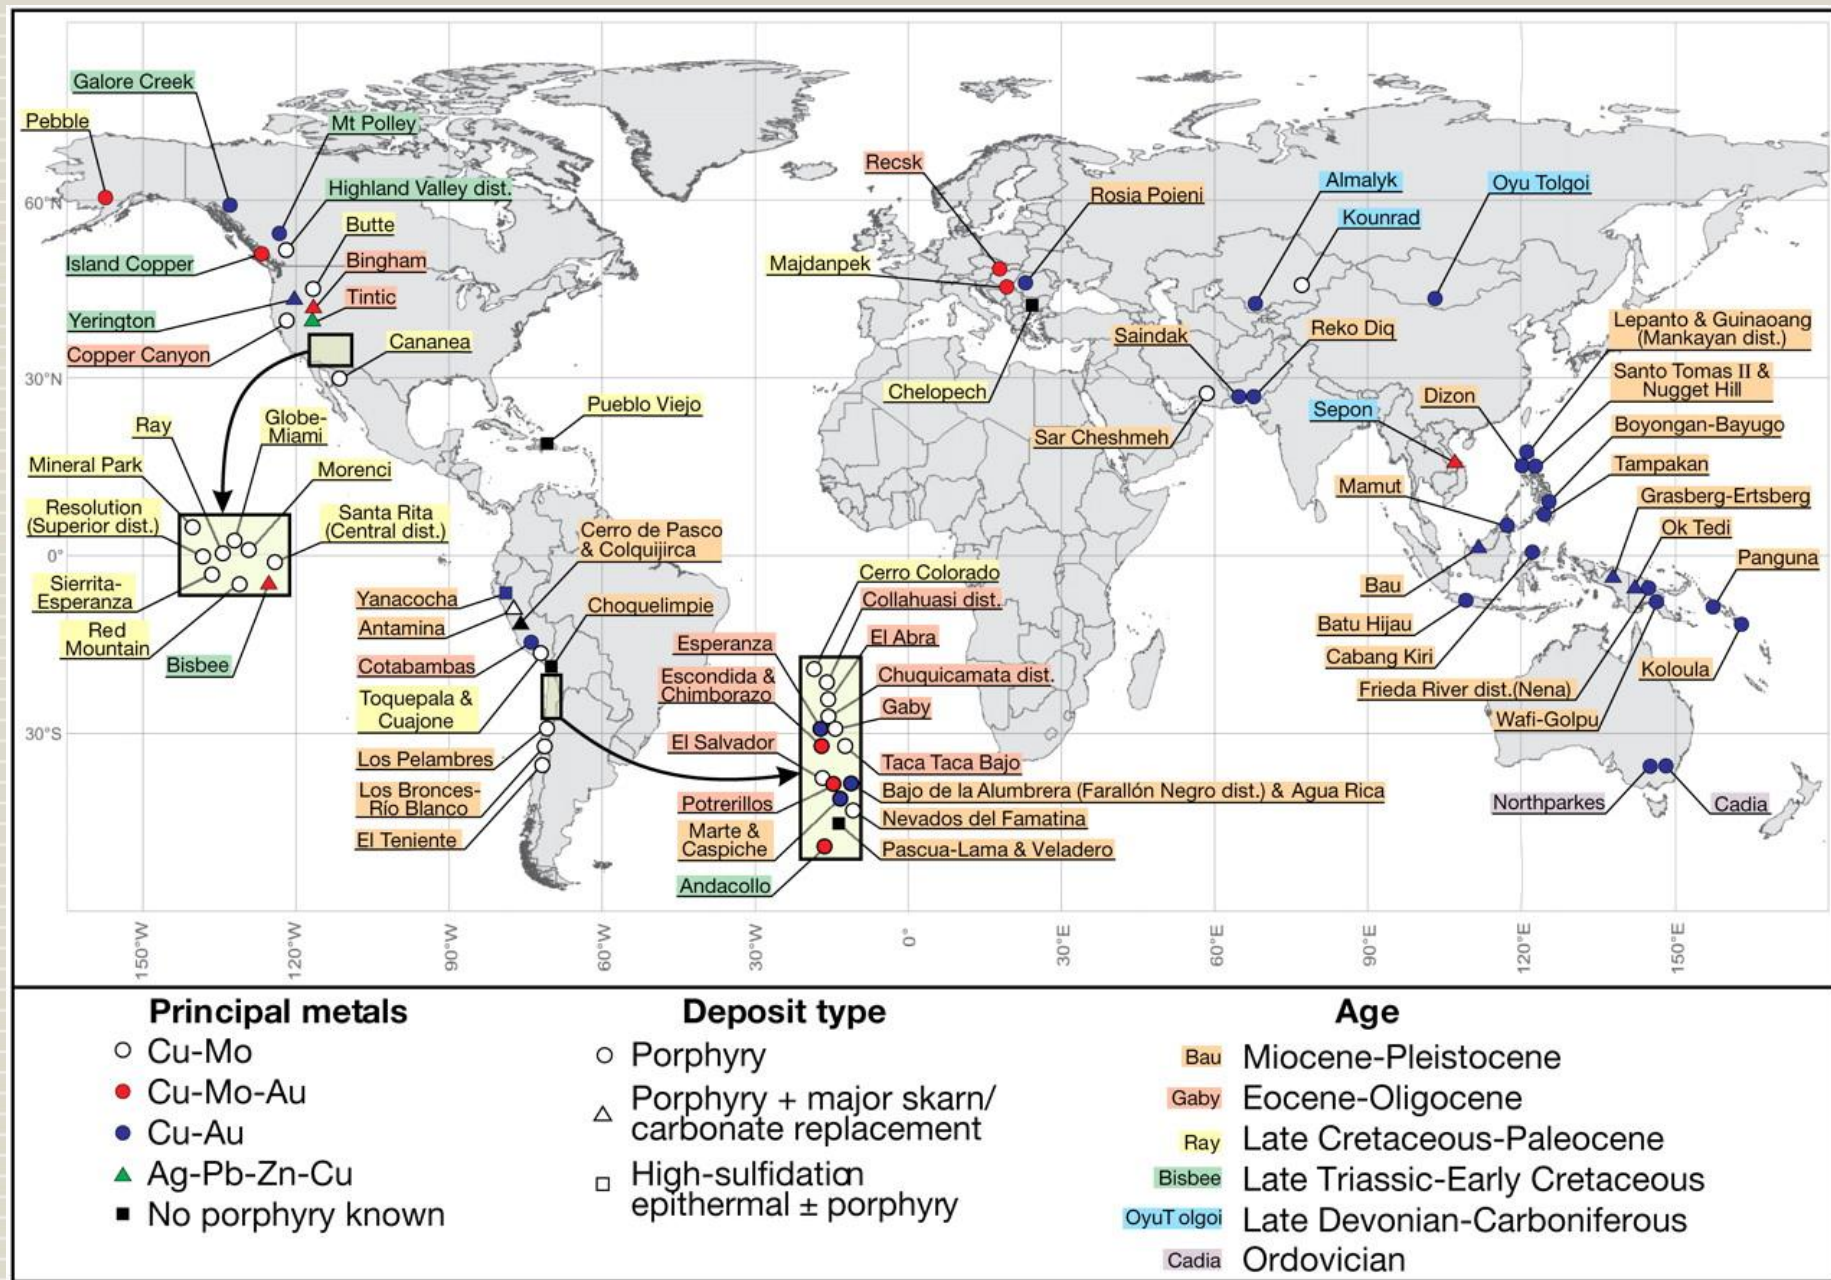 Galore Creek
Pebble
Mt Polley
Highland Valley dist.
60°N
Butte
Island Copper
Bingham
Tintic
Yerington
Copper Canyon
Cananea
30°N
Pueblo Viejo
Ray
Globe-
Miami
Mineral Park
Morenci
Resolution
(Superior dist.)
Santa Rita
(Central dist.)
0°
Sierrita-
Esperanza
Red
Mountain
Bisbee
30°S
Cerro de Pasco
& Colquijirca
Yanacocha
Choquelimpie
Antamina
Cotabambas
Toquepala &
Cuajone
Los Pelambres
Los Bronces-
Río Blanco
El Teniente
Cerro Colorado
Collahuasi dist.
El Abra
Esperanza
Escondida &
Chimborazo
Chuquicamata dist.
Gaby
El Salvador
Taca Taca Bajo
Potrerillos
Bajo de la Alumbrera (Farallón Negro dist.) & Agua Rica
Nevados del Famatina
Marte &
Caspiche
Pascua-Lama & Veladero
Andacollo
Recsk
Rosia Poieni
Majdanpek
Chelopech
Almalyk
Kounrad
Oyu Tolgoi
Saindak
Reko Diq
Sar Cheshmeh
Sepon
Dizon
Lepanto & Guinaoang
(Mankayan dist.)
Santo Tomas II &
Nugget Hill
Boyongan-Bayugo
Tampakan
Mamut
Grasberg-Ertsberg
Ok Tedi
Panguna
Bau
Batu Hijau
Cabang Kiri
Frieda River dist.(Nena)
Koloula
Wafi-Golpu
Northparkes
Cadia
150°W
120°W
90°W
60°W
30°W
0°
30°E
60°E
90°E
120°E
150°E
Principal metals
Cu-Mo
Cu-Mo-Au
Cu-Au
Ag-Pb-Zn-Cu
No porphyry known
Deposit type
Porphyry
Porphyry + major skarn/
carbonate replacement
High-sulfidation
epithermal ± porphyry
Age
Bau Miocene-Pleistocene
Gaby Eocene-Oligocene
Ray Late Cretaceous-Paleocene
Bisbee Late Triassic-Early Cretaceous
OyuT olgoi Late Devonian-Carboniferous
Cadia Ordovician